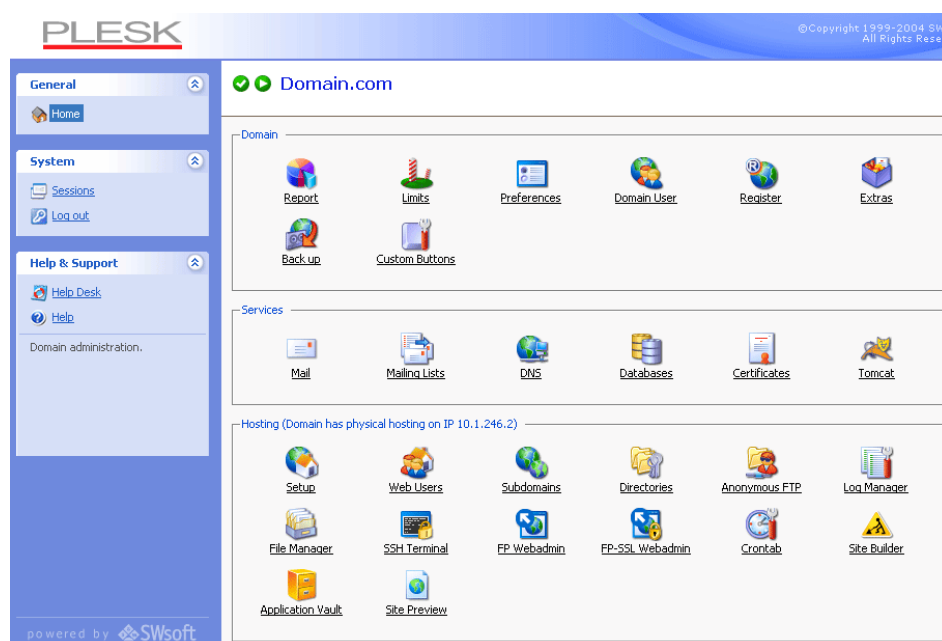 PLESK
©Copyright 1999-2004 SW
All Rights Rese
General
Home
System
Sessions
Log out
Help & Support
Help Desk
Help
Domain administration.
powered by SWsoft
Domain.com
Domain
Report Limits Preferences Domain User Register Extras
Back up Custom Buttons
Services
Mail Mailing Lists DNS Databases Certificates Tomcat
Hosting (Domain has physical hosting on IP 10.1.246.2)
Setup Web Users Subdomains Directories Anonymous FTP Log Manager
File Manager SSH Terminal FP Webadmin FP-SSL Webadmin Crontab Site Builder
Application Vault Site Preview